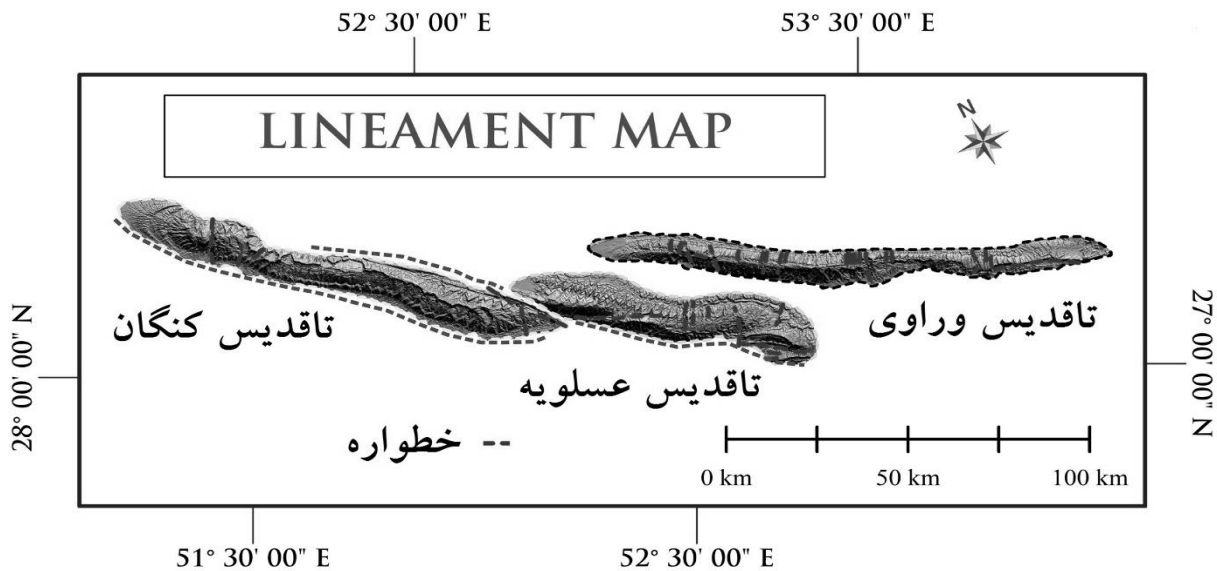 52° 30' 00" E
53° 30' 00" E
LINEAMENT MAP
N
تاقدیس کنگان
تاقدیس وراوی
تاقدیس عسلویه
28° 00' 00" N
27° 00' 00" N
خطواره
0 km
50 km
100 km
51° 30' 00" E
52° 30' 00" E